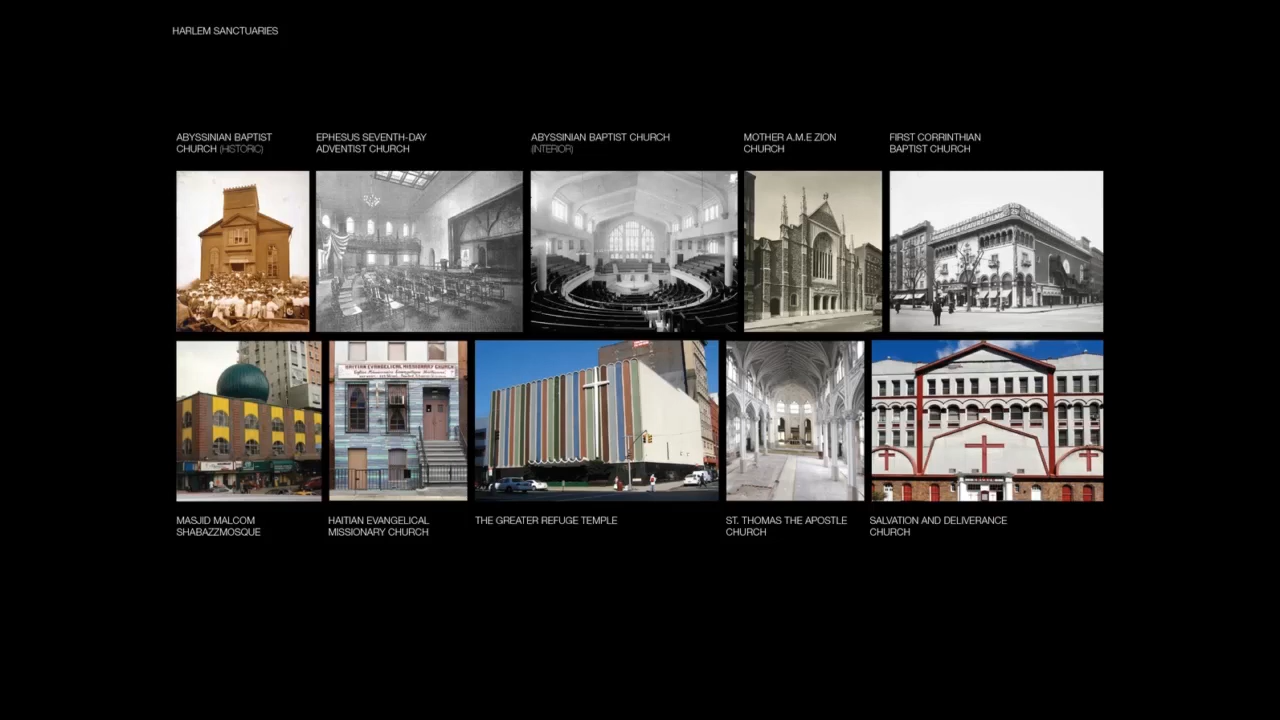 HARLEM SANCTUARIES
ABYSSINIAN BAPTIST
CHURCH (HISTORIC)
EPHESUS SEVENTH-DAY
ADVENTIST CHURCH
ABYSSINIAN BAPTIST CHURCH
(INTERIOR)
MOTHER A.M.E ZION
CHURCH
FIRST CORRINTHIAN
BAPTIST CHURCH
HAITIAN EVANGELICAL MISSIONARY CHURCH
MASJID MALCOM
SHABAZZMOSQUE
HAITIAN EVANGELICAL
MISSIONARY CHURCH
THE GREATER REFUGE TEMPLE
ST. THOMAS THE APOSTLE
CHURCH
SALVATION AND DELIVERANCE
CHURCH